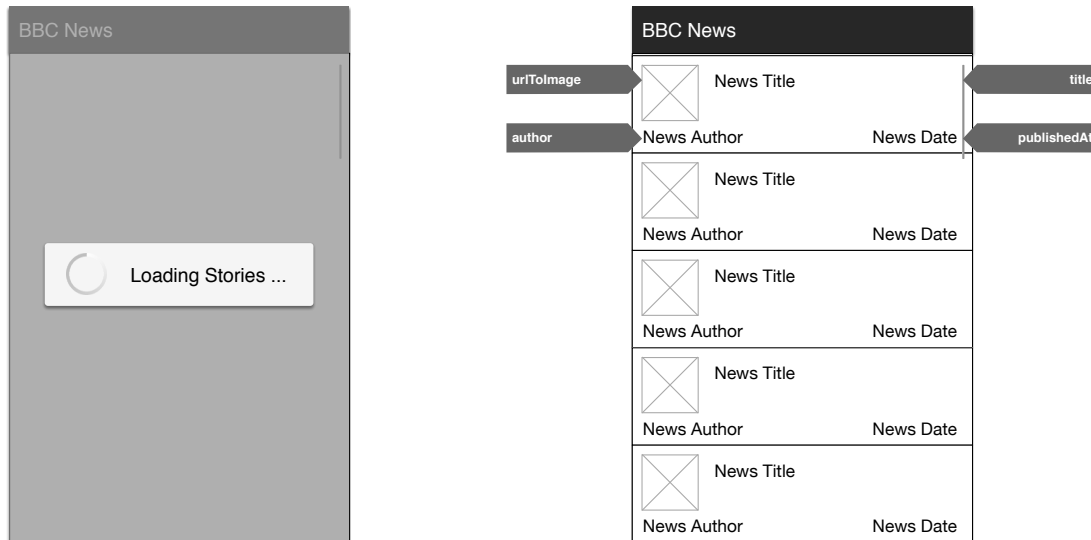 BBC News
Loading Stories ...
BBC News
urlToImage
News Title
title
author
News Author
News Date
publishedAt
News Title
News Author
News Date
News Title
News Author
News Date
News Title
News Author
News Date
News Title
News Author
News Date